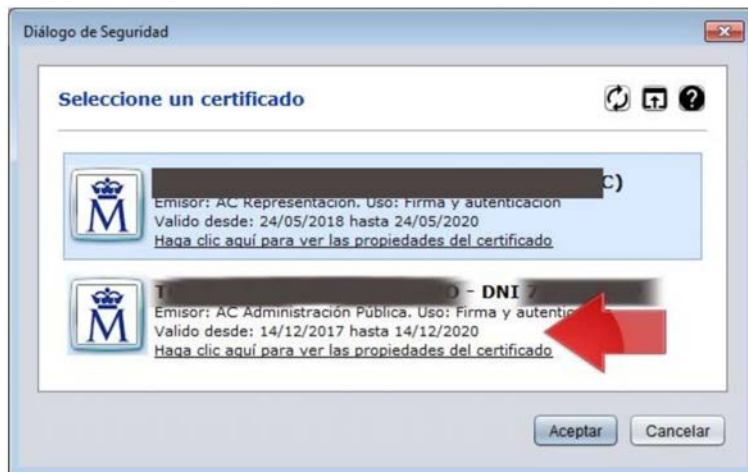 Diálogo de Seguridad
Seleccione un certificado
C)
Emisor: AC Representación. Uso: Firma y autenticación
Valido desde: 24/05/2018 hasta 24/05/2020
Haga clic aquí para ver las propiedades del certificado
- DNI 7
Emisor: AC Administración Pública. Uso: Firma y
Valido desde: 14/12/2017 hasta 14/12/2020
Haga clic aquí para ver las propiedades del certificado
Aceptar Cancelar